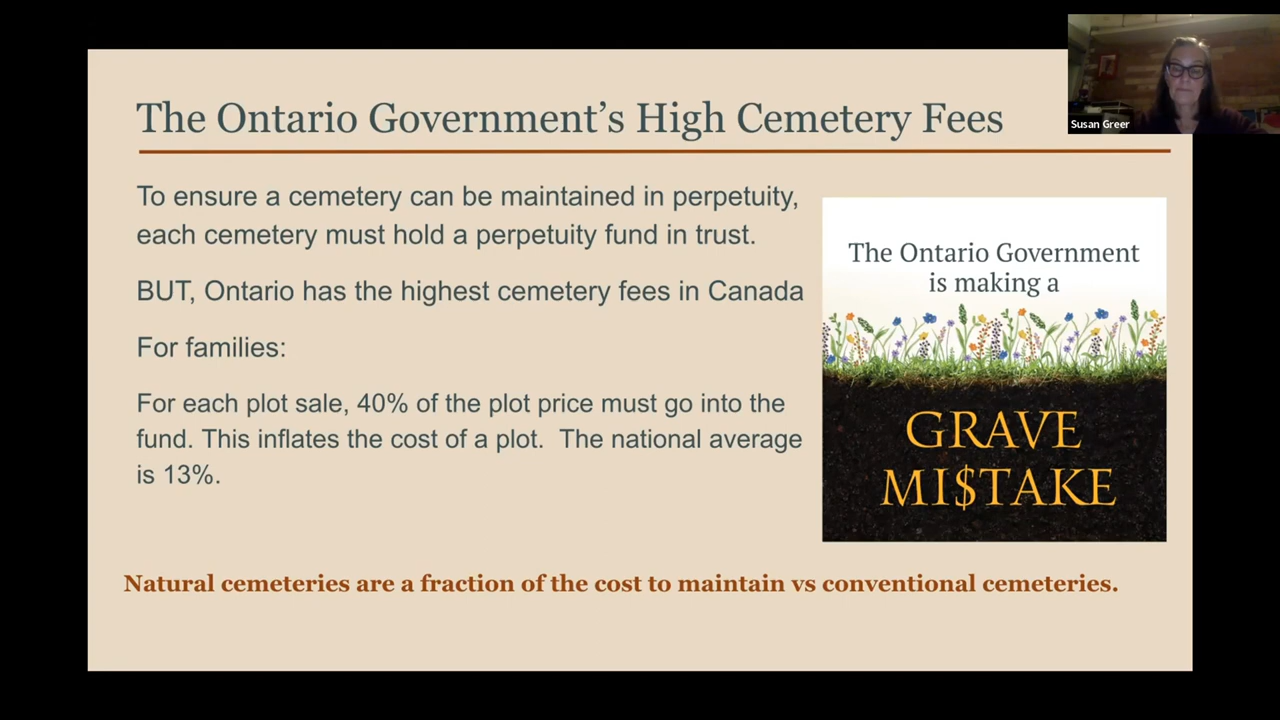 The Ontario Government’s High Cemetery Fees
Susan Greer
To ensure a cemetery can be maintained in perpetuity,
each cemetery must hold a perpetuity fund in trust.
BUT, Ontario has the highest cemetery fees in Canada
For families:
For each plot sale, 40% of the plot price must go into the
fund. This inflates the cost of a plot.  The national average
is 13%.
The Ontario Government
is making a
GRAVE
MI$TAKE
Natural cemeteries are a fraction of the cost to maintain vs conventional cemeteries.